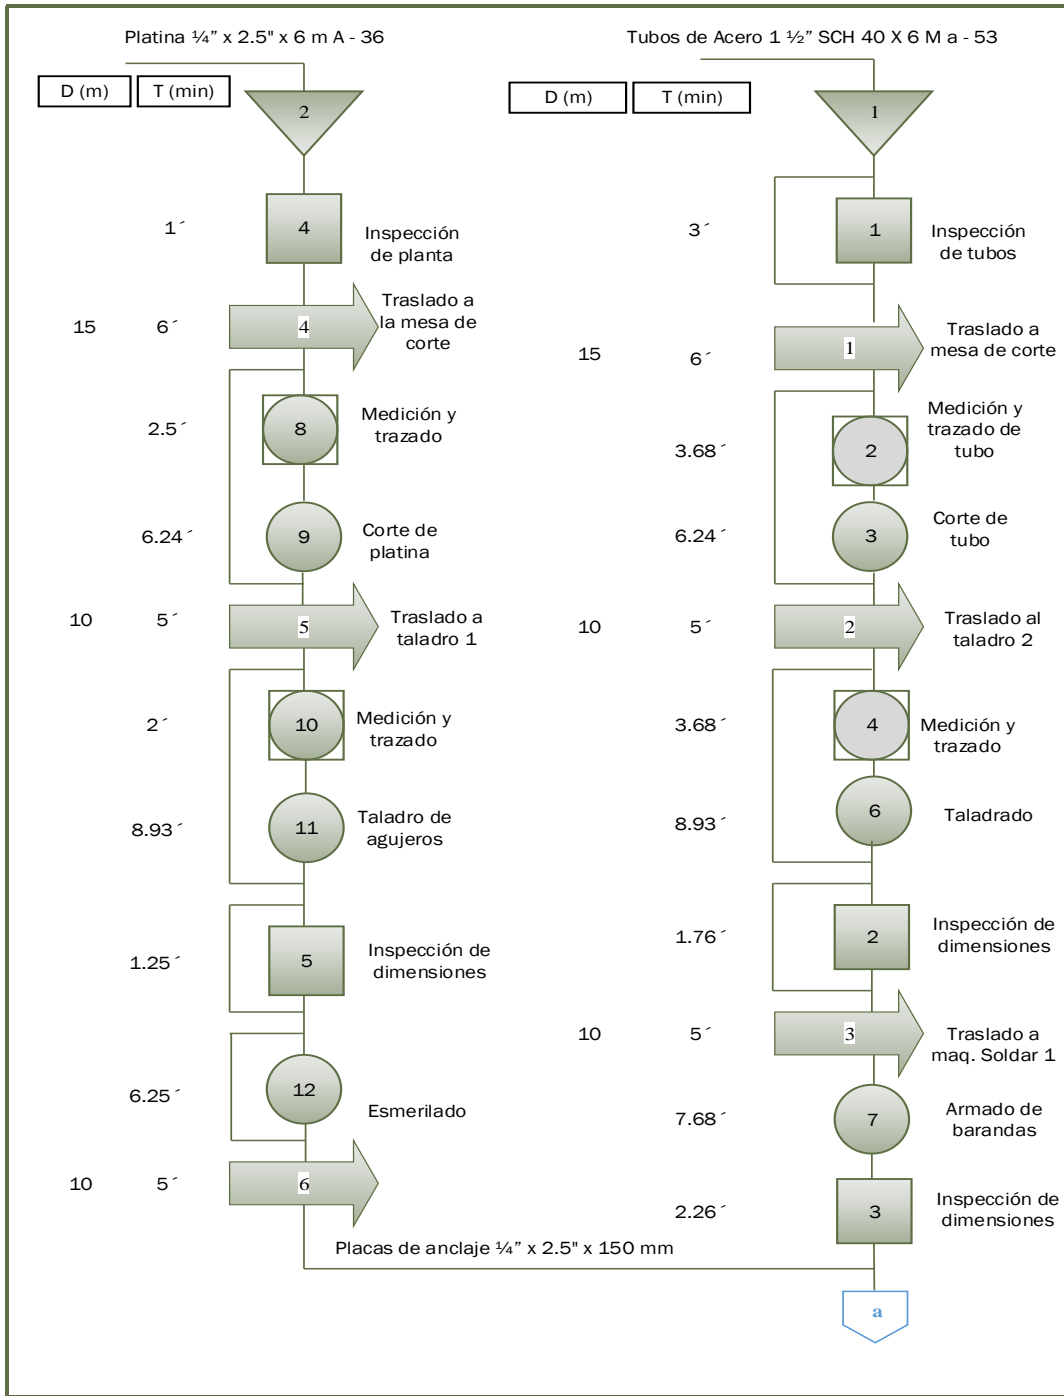 Platina ¼” x 2.5" x 6 m A - 36
D (m) T (min)
2
1´
4
Inspección
de planta
15
6´
4
Traslado a
la mesa de
corte
2.5´
8
Medición y
trazado
6.24´
9
Corte de
platina
10
5´
5
Traslado a
taladro 1
2´
10
Medición y
trazado
8.93´
11
Taladro de
agujeros
1.25´
5
Inspección de
dimensiones
6.25´
12
Esmerilado
10
5´
6
Placas de anclaje ¼” x 2.5" x 150 mm
Tubos de Acero 1 ½” SCH 40 X 6 M a - 53
D (m) T (min)
1
3´
1
Inspección
de tubos
15
6´
1
Traslado a
mesa de corte
3.68´
2
Medición y
trazado de
tubo
6.24´
3
Corte de
tubo
10
5´
2
Traslado al
taladro 2
3.68´
4
Medición y
trazado
8.93´
6
Taladrado
1.76´
2
Inspección de
dimensiones
10
5´
3
Traslado a
maq. Soldar 1
7.68´
7
Armado de
barandas
2.26´
3
Inspección de
dimensiones
a